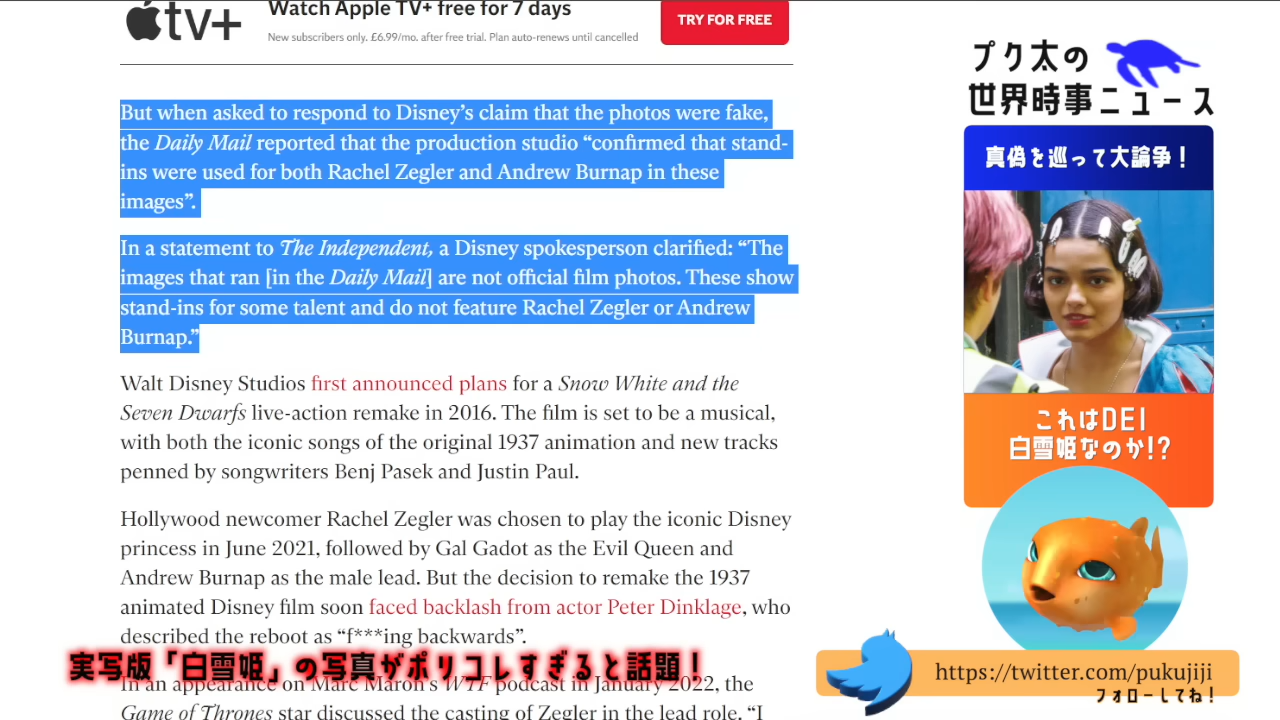 tv+
Watch Apple TV+ free for 7 days
New subscribers only. £6.99/mo. after free trial. Plan auto-renews until cancelled
TRY FOR FREE
But when asked to respond to Disney’s claim that the photos were fake,
the Daily Mail reported that the production studio “confirmed that stand-
ins were used for both Rachel Zegler and Andrew Burnap in these
images”.
In a statement to The Independent, a Disney spokesperson clarified: “The
images that ran [in the Daily Mail] are not official film photos. These show
stand-ins for some talent and do not feature Rachel Zegler or Andrew
Burnap.”
Walt Disney Studios first announced plans for a Snow White and the
Seven Dwarfs live-action remake in 2016. The film is set to be a musical,
with both the iconic songs of the original 1937 animation and new tracks
penned by songwriters Benj Pasek and Justin Paul.
Hollywood newcomer Rachel Zegler was chosen to play the iconic Disney
princess in June 2021, followed by Gal Gadot as the Evil Queen and
Andrew Burnap as the male lead. But the decision to remake the 1937
animated Disney film soon faced backlash from actor Peter Dinklage, who
described the reboot as “f***ing backwards”.
In an appearance on Marc Maron’s WTF podcast in January 2022, the
Game of Thrones star discussed the casting of Zegler in the lead role. “I
実写版「白雪姫」の写真がポリコレすぎると話題！
プク太の
世界時事ニュース
真偽を巡って大論争！
これはDEI
白雪姫なのか!?
https://twitter.com/pukujiji
フォローしてね！